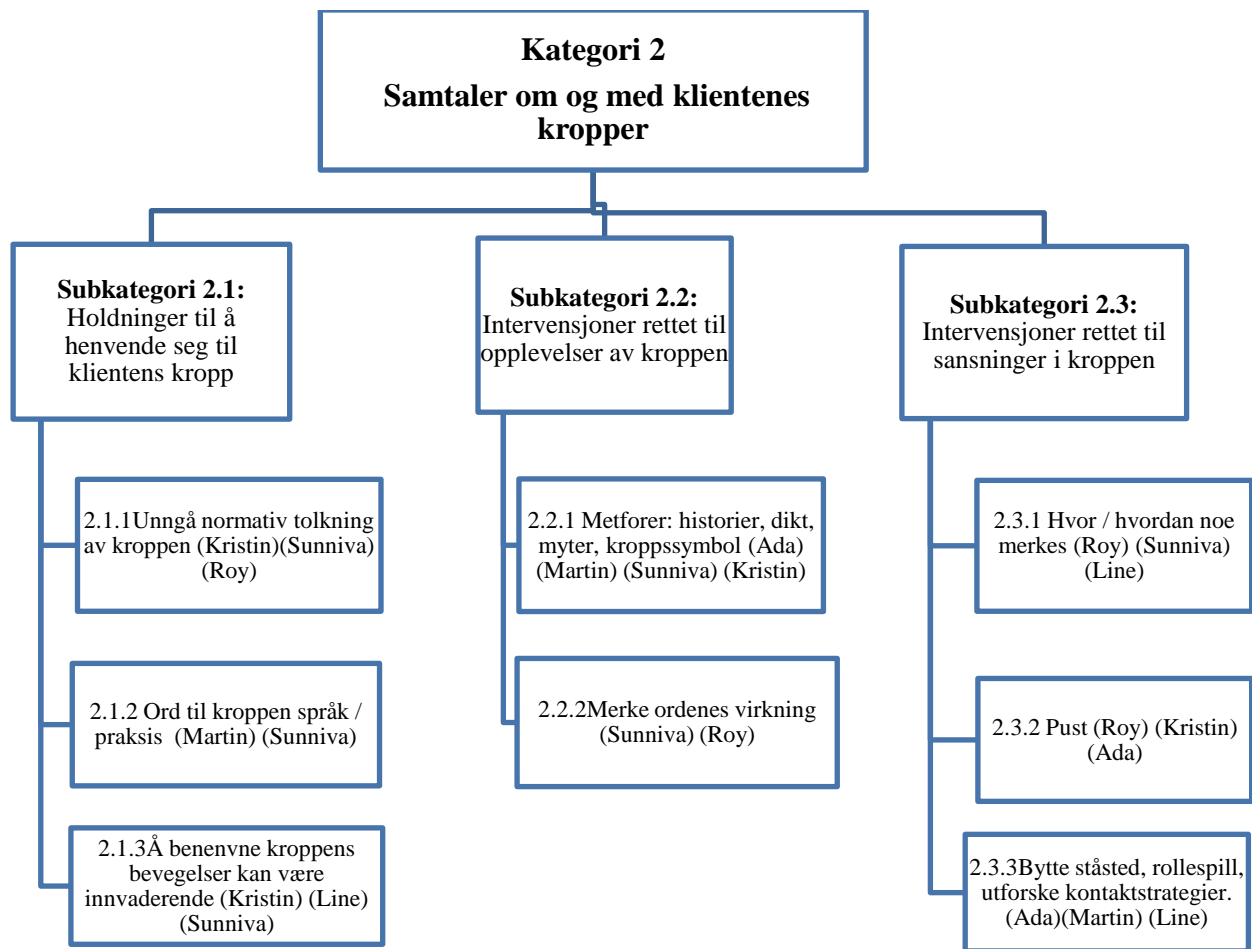 Kategori 2
Samtaler om og med klientenes
kropper
Subkategori 2.1:
Holdninger til å
henvende seg til
klientens kropp
2.1.1Unngå normativ tolkning
av kroppen (Kristin)(Sunniva)
(Roy)
2.1.2 Ord til kroppen språk /
praksis (Martin) (Sunniva)
2.1.3Å benenvne kroppens
bevegelser kan være
innvaderende (Kristin) (Line)
(Sunniva)
Subkategori 2.2:
Intervensjoner rettet til
opplevelser av kroppen
2.2.1 Metforer: historier, dikt,
myter, kroppssymbol (Ada)
(Martin) (Sunniva) (Kristin)
2.2.2Merke ordenes virkning
(Sunniva) (Roy)
Subkategori 2.3:
Intervensjoner rettet til
sansninger i kroppen
2.3.1 Hvor / hvordan noe
merkes (Roy) (Sunniva)
(Line)
2.3.2 Pust (Roy) (Kristin)
(Ada)
2.3.3Bytte ståsted, rollespill,
utforske kontaktstrategier.
(Ada)(Martin) (Line)